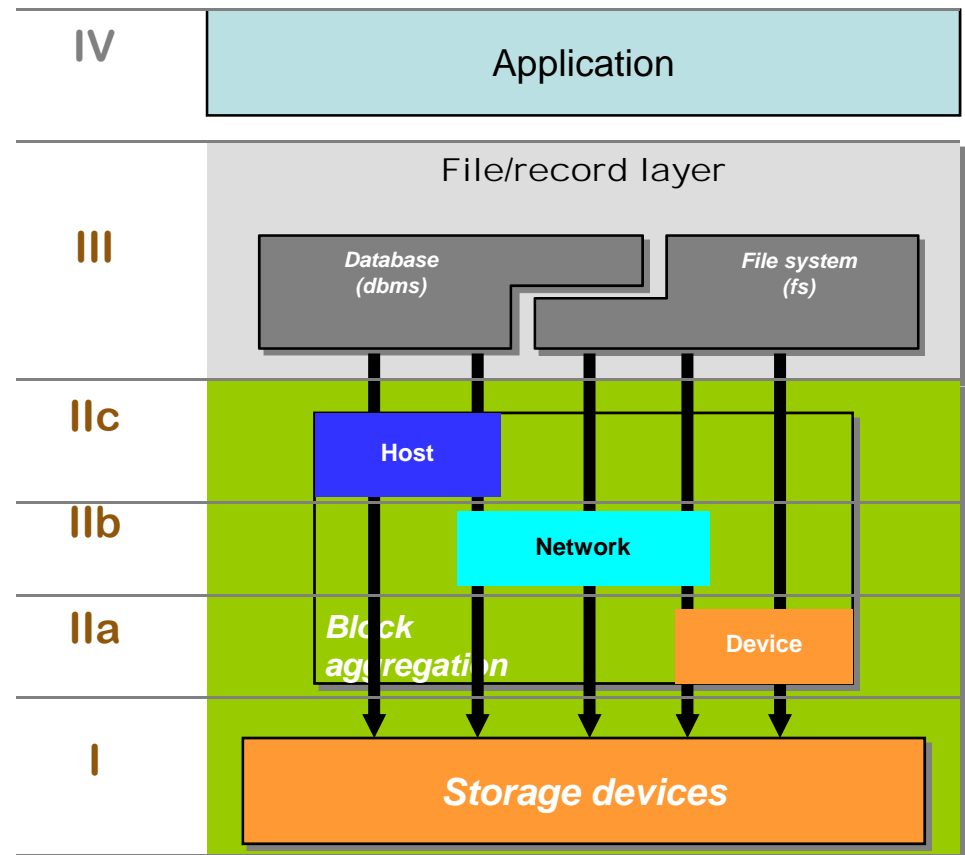 IV
Application
File/record layer
III
Database
(dbms)
File system
(fs)
IIc
Host
IIb
Network
IIa
Block
aggregation
Device
I
Storage devices